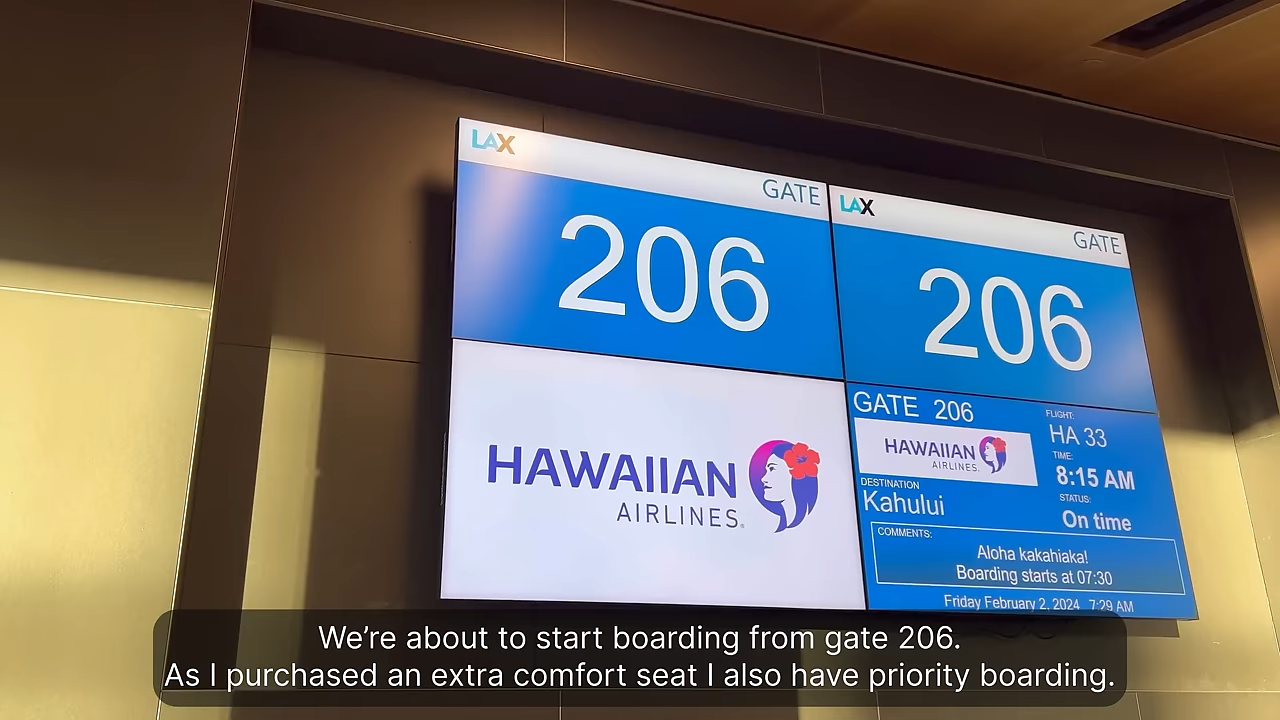 LAX
GATE
206
HAWAIIAN
AIRLINES®
LAX
GATE
206
GATE 206
HAWAIIAN
AIRLINES.
DESTINATION
Kahului
FLIGHT:
HA 33
TIME:
8:15 AM
STATUS:
On time
COMMENTS:
Aloha kakahiaka!
Boarding starts at 07:30
Friday February 2, 2024 7:29 AM
We’re about to start boarding from gate 206.
As I purchased an extra comfort seat I also have priority boarding.